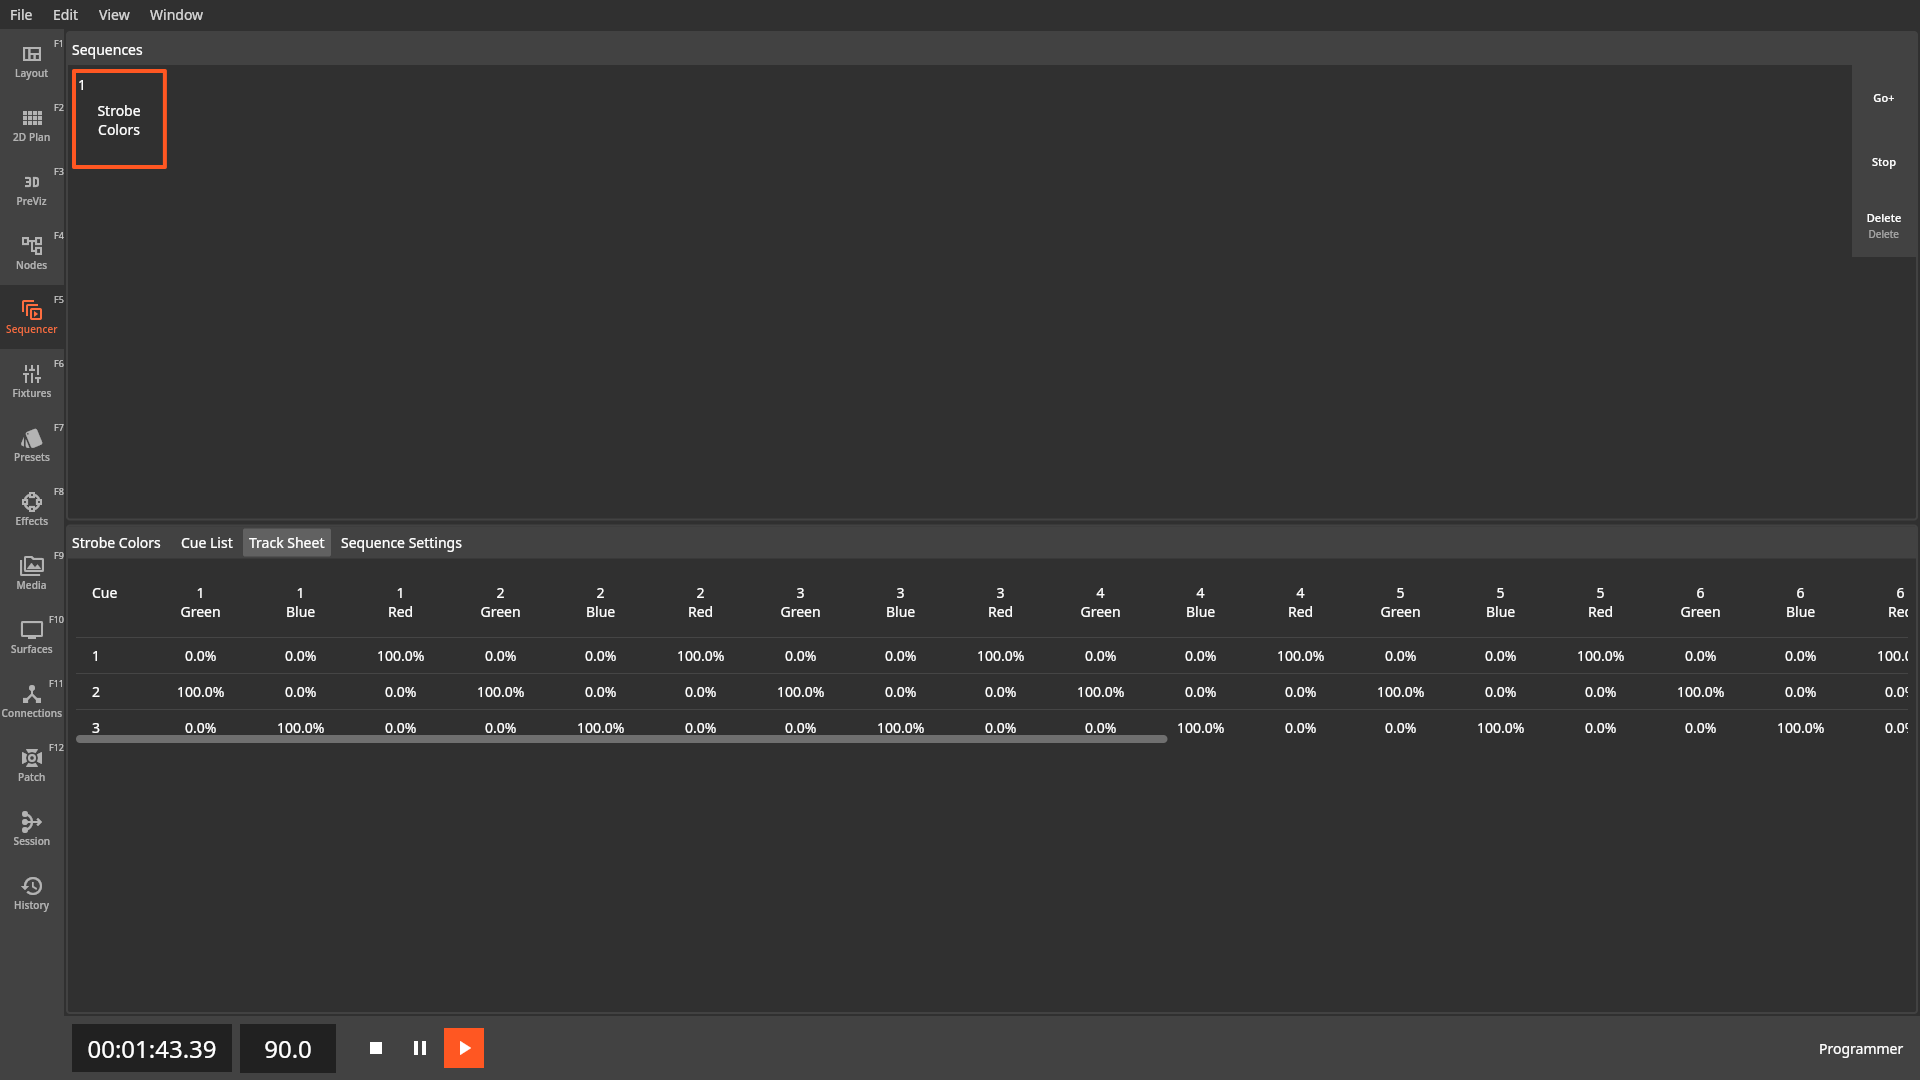 File Edit View Window
F1
Layout
F2
2D Plan
F3
3D
PreViz
F4
Nodes
F5
Sequencer
F6
Fixtures
F7
Presets
F8
Effects
F9
Media
F10
Surfaces
F11
Connections
F12
Patch
Session
History
Sequences
1
Strobe
Colors
Go+
Stop
Delete
Delete
Strobe Colors Cue List Track Sheet Sequence Settings
Cue 1 1 1 2 2 2 3 3 3 4 4 4 5 5 5 6 6 6
Green Blue Red Green Blue Red Green Blue Red Green Blue Red Green Blue Red Green Blue Red
1 0.0% 0.0% 100.0% 0.0% 0.0% 100.0% 0.0% 0.0% 100.0% 0.0% 0.0% 100.0% 0.0% 0.0% 100.0% 0.0% 0.0% 100.0
2 100.0% 0.0% 0.0% 100.0% 0.0% 0.0% 100.0% 0.0% 0.0% 100.0% 0.0% 0.0% 100.0% 0.0% 0.0% 100.0% 0.0% 0.0%
3 0.0% 100.0% 0.0% 0.0% 100.0% 0.0% 0.0% 100.0% 0.0% 0.0% 100.0% 0.0% 0.0% 100.0% 0.0% 0.0% 100.0% 0.0%
00:01:43.39 90.0 Programmer